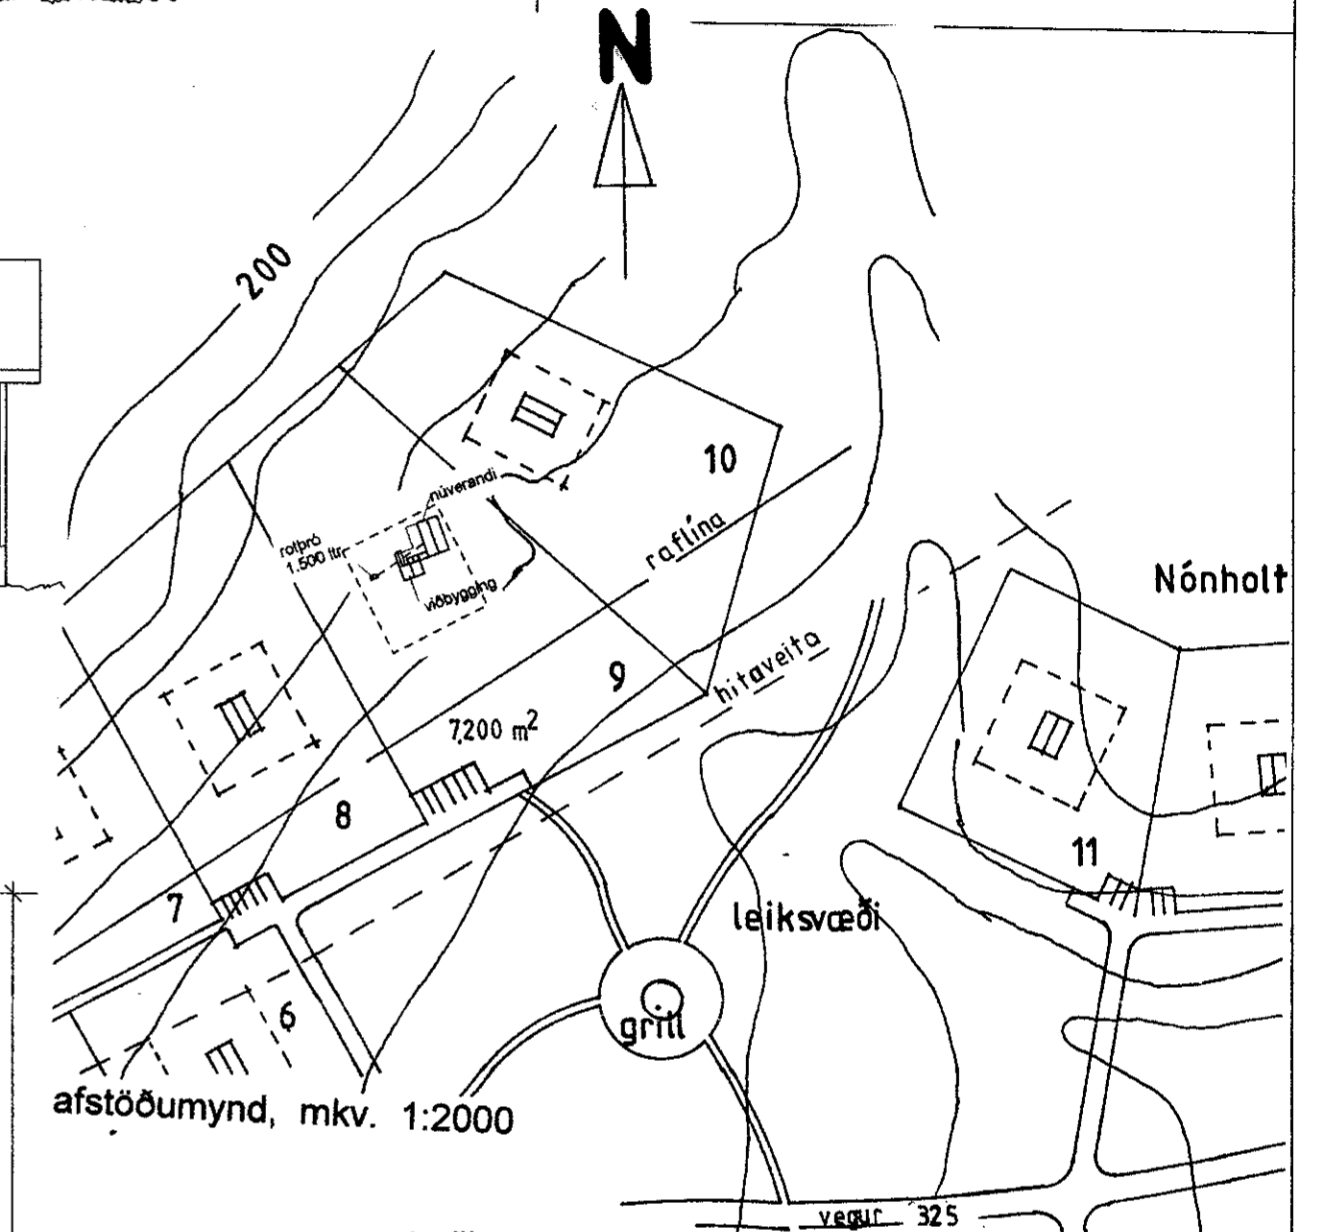 N
200
10
núverandi
raflína
rotþró
1.500 ltr.
viðbygging
Nónholt
hitaveita
9
7.200 m²
8
11
7
leiksvæði
6
grill
afstöðumynd, mkv. 1:2000
vegur 325